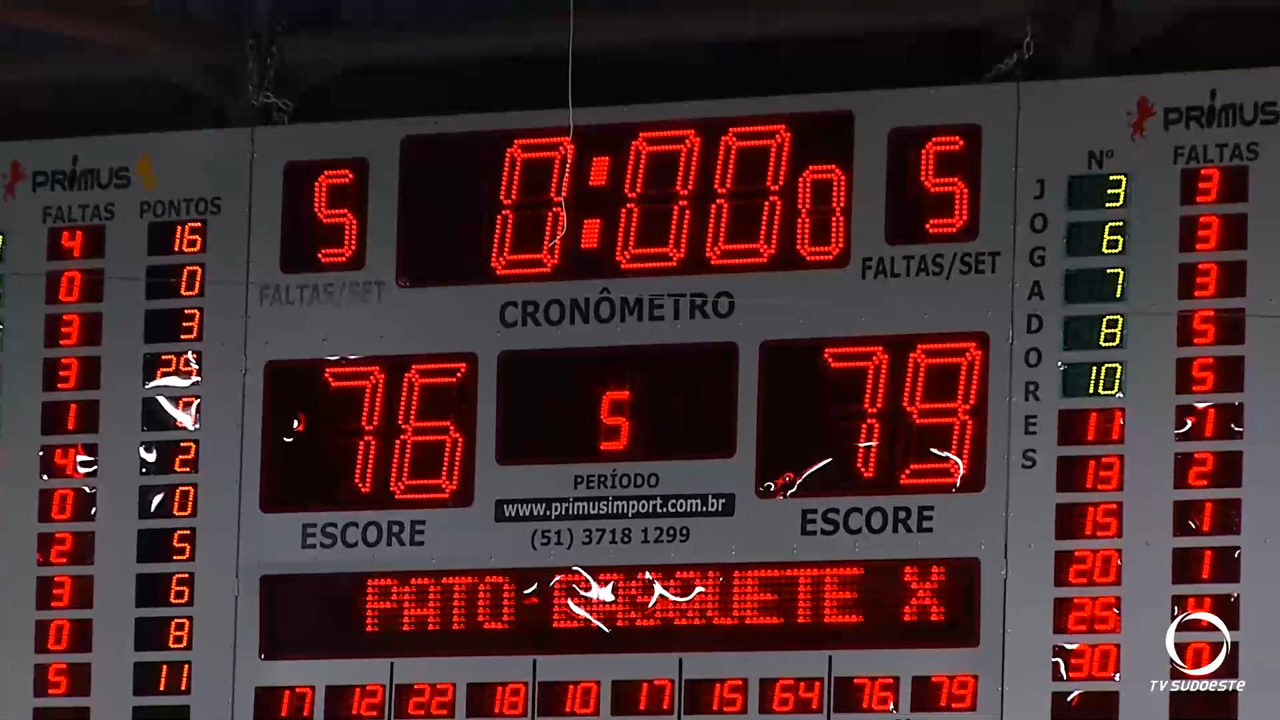 PRIMUS
FALTAS PONTOS
4 16
0 0
3 3
3 25
1
4 2
0 0
2 5
3 6
0 8
5 11
5 0:000 5
FALTAS/SET FALTAS/SET
CRONÔMETRO
76 5 79
PERÍODO
ESCORE www.primusimport.com.br ESCORE
(51) 3718 1299
PATO BASQUETE X
17 12 22 18 10 17 15 64 76 79
PRIMUS
JOGADORES
Nº FALTAS
3 3
6 3
7 3
8 5
10 5
11 1
13 2
15 1
20 1
25 4
30 0
TV SUDOESTE